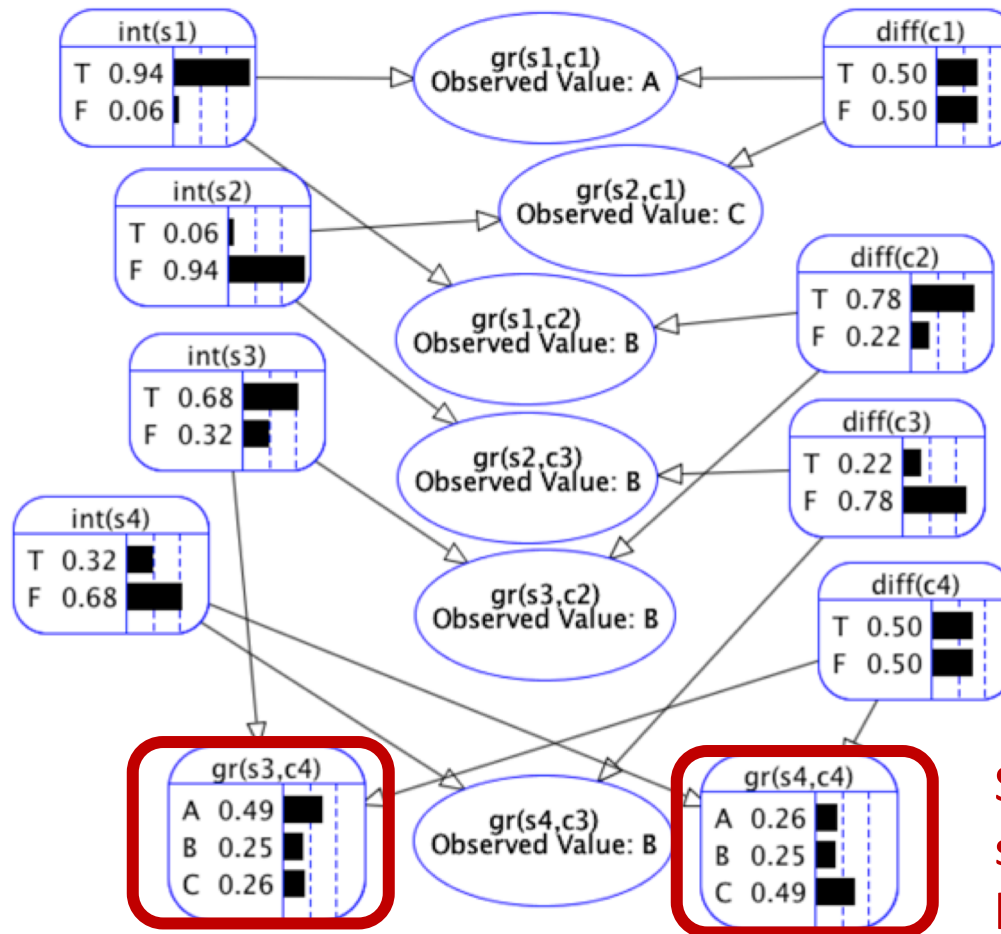 int(s1)
T 0.94
F 0.06
gr(s1,c1)
Observed Value: A
diff(c1)
T 0.50
F 0.50
int(s2)
T 0.06
F 0.94
gr(s2,c1)
Observed Value: C
diff(c2)
T 0.78
F 0.22
int(s3)
T 0.68
F 0.32
gr(s1,c2)
Observed Value: B
diff(c3)
T 0.22
F 0.78
gr(s2,c3)
Observed Value: B
int(s4)
T 0.32
F 0.68
gr(s3,c2)
Observed Value: B
diff(c4)
T 0.50
F 0.50
gr(s3,c4)
A 0.49
B 0.25
C 0.26
gr(s4,c3)
Observed Value: B
gr(s4,c4)
A 0.26
B 0.25
C 0.49